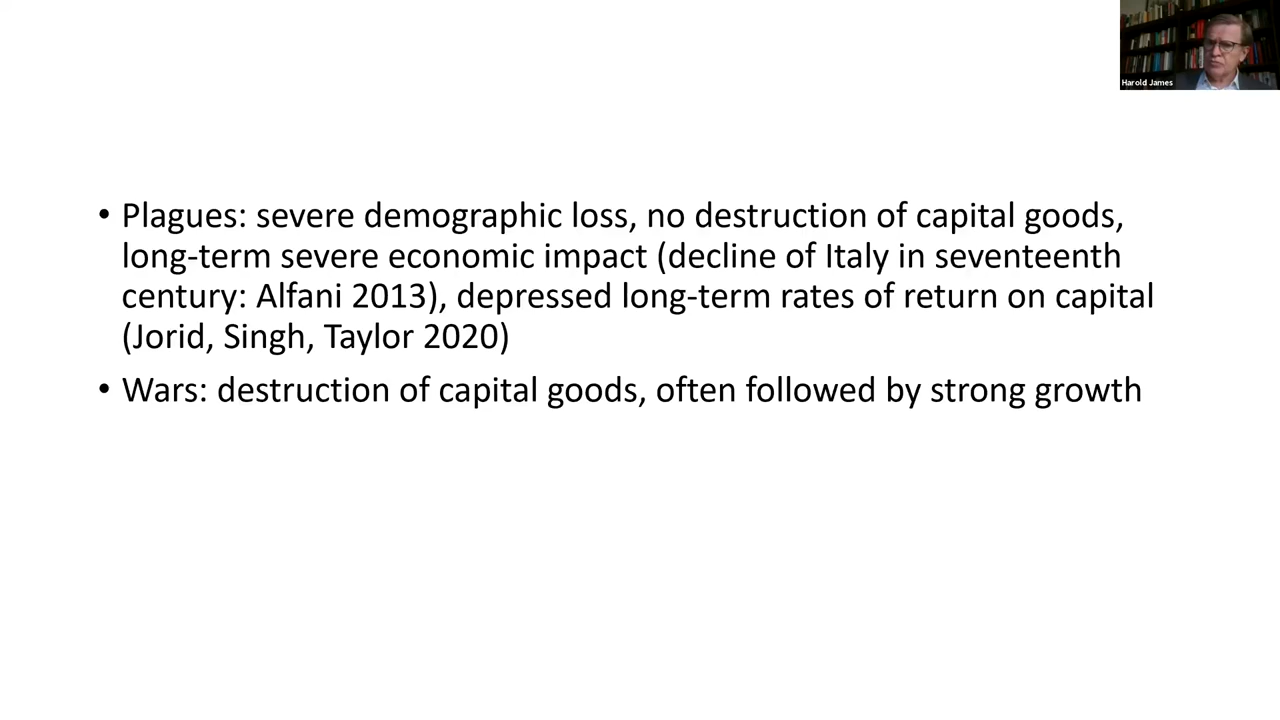 Harold James
• Plagues: severe demographic loss, no destruction of capital goods,
long-term severe economic impact (decline of Italy in seventeenth
century: Alfani 2013), depressed long-term rates of return on capital
(Jorid, Singh, Taylor 2020)
• Wars: destruction of capital goods, often followed by strong growth